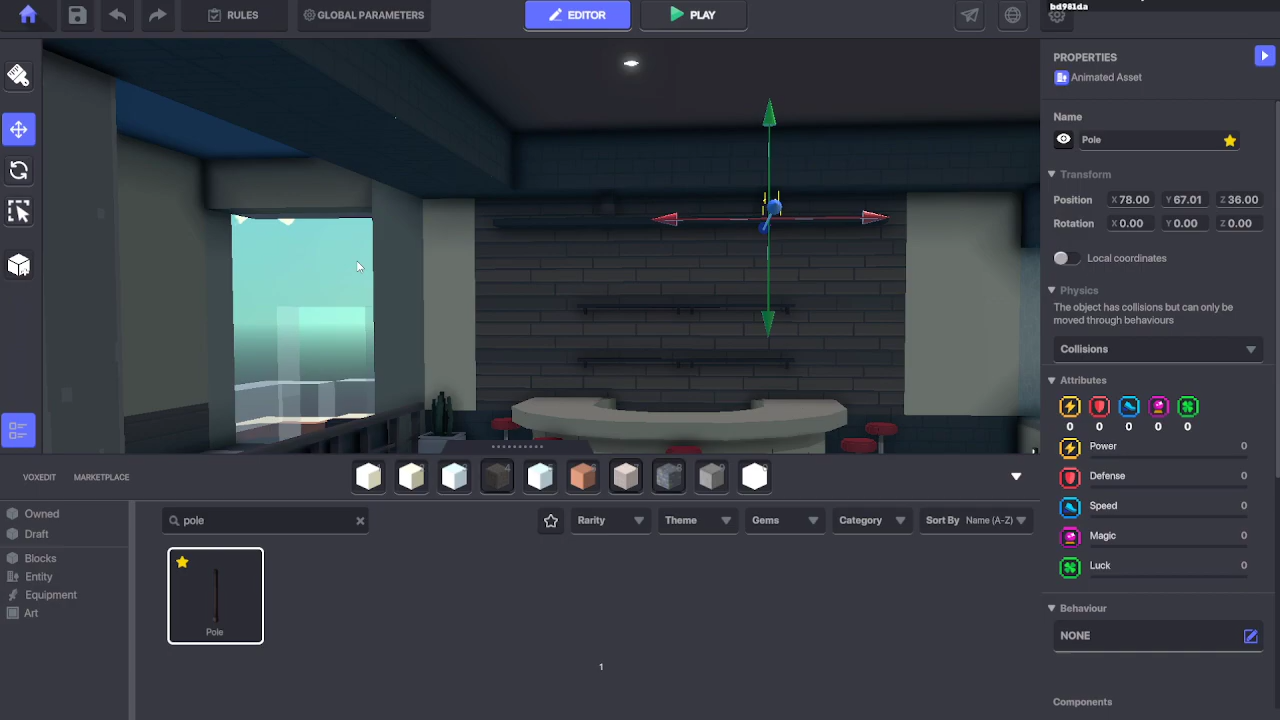 bd981da
RULES
GLOBAL PARAMETERS
EDITOR
PLAY
PROPERTIES
Animated Asset
Name
Pole
Transform
Position X 78.00 Y 67.01 Z 36.00
Rotation X 0.00 Y 0.00 Z 0.00
Local coordinates
Physics
The object has collisions but can only be
moved through behaviours
Collisions
Attributes
0 0 0 0 0
Power 0
Defense 0
Speed 0
Magic 0
Luck 0
Behaviour
NONE
Components
VOXEDIT MARKETPLACE
Owned
Draft
Blocks
Entity
Equipment
Art
pole
Rarity Theme Gems Category Sort By Name (A-Z)
Pole
1